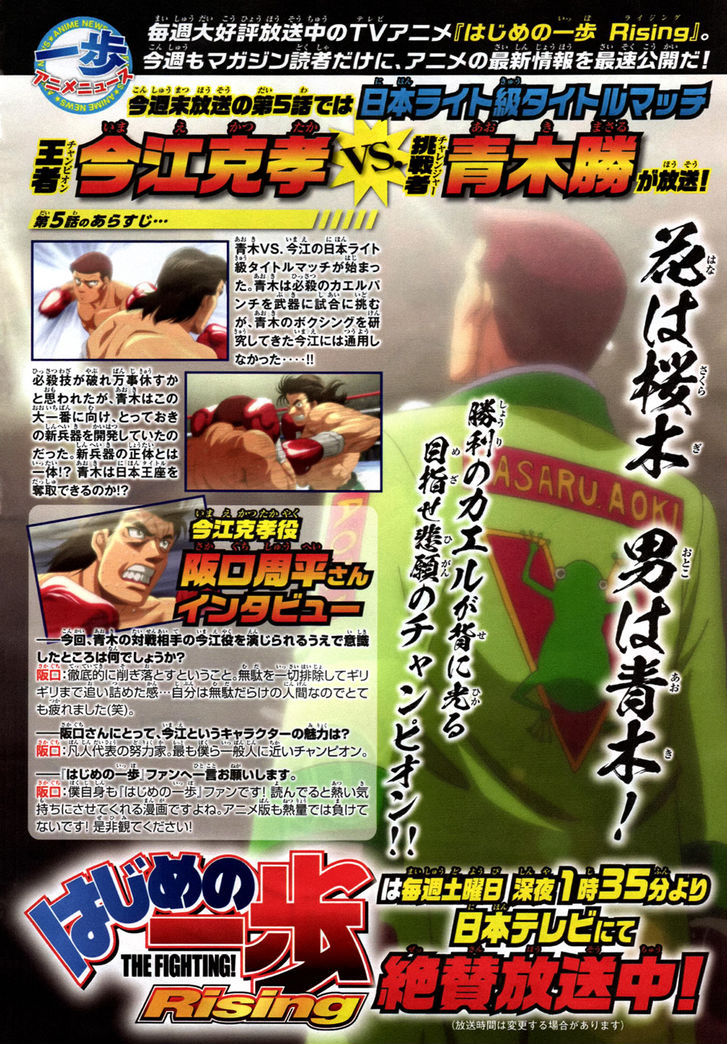 毎週大好評放送中のTVアニメ『はじめの一歩 Rising』。
今週もマガジン読者だけに、アニメの最新情報を最速公開だ！
ANIME NEWS
一歩
アニメニュース
今週末放送の第5話では日本ライト級タイトルマッチ
王者 今江克孝 VS. 挑戦者 青木勝が放送！
チャンピオン
チャレンジャー
第5話のあらすじ…
青木VS. 今江の日本ライト
級タイトルマッチが始まっ
た。青木は必殺のカエルパ
ンチを武器に試合に挑む
が、青木のボクシングを研
究してきた今江には通用し
なかった‥‥!!
必殺技が破れ万事休すか
と思われたが、青木はこの
大一番に向け、とっておき
の新兵器を開発していたの
だった。新兵器の正体とは
一体!? 青木は日本王座を
奪取できるのか!?
今江克孝役
阪口周平さん
インタビュー
――今回、青木の対戦相手の今江役を演じられるうえで意識
したところは何でしょうか？
阪口：徹底的に削ぎ落とすということ。無駄を一切排除してギリ
ギリまで追い詰めた感…自分は無駄だらけの人間なのでとて
も疲れました(笑)。
――阪口さんにとって、今江というキャラクターの魅力は？
阪口：凡人代表の努力家。最も僕ら一般人に近いチャンピオン。
――『はじめの一歩』ファンへ一言お願いします。
阪口：僕自身も『はじめの一歩』ファンです！読んでると熱い気
持ちにさせてくれる漫画ですよね。アニメ版も熱量では負けて
ないです！是非観てください！
花は桜木 男は青木！
勝利のカエルが背に光る
目指せ悲願のチャンピオン!!
MASARU.AOKI
はじめの一歩
THE FIGHTING!
Rising
は毎週土曜日 深夜1時35分より
日本テレビにて
絶賛放送中！
(放送時間は変更する場合があります)